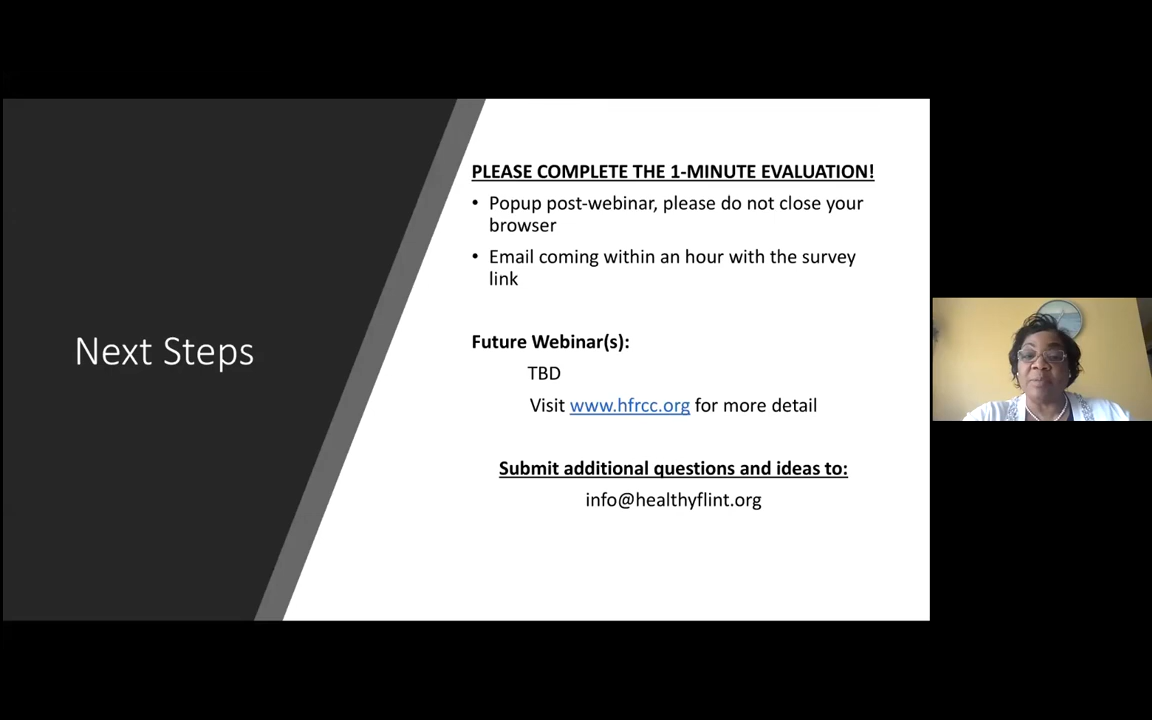 Next Steps
PLEASE COMPLETE THE 1-MINUTE EVALUATION!
• Popup post-webinar, please do not close your
browser
• Email coming within an hour with the survey
link
Future Webinar(s):
TBD
Visit www.hfrcc.org for more detail
Submit additional questions and ideas to:
info@healthyflint.org